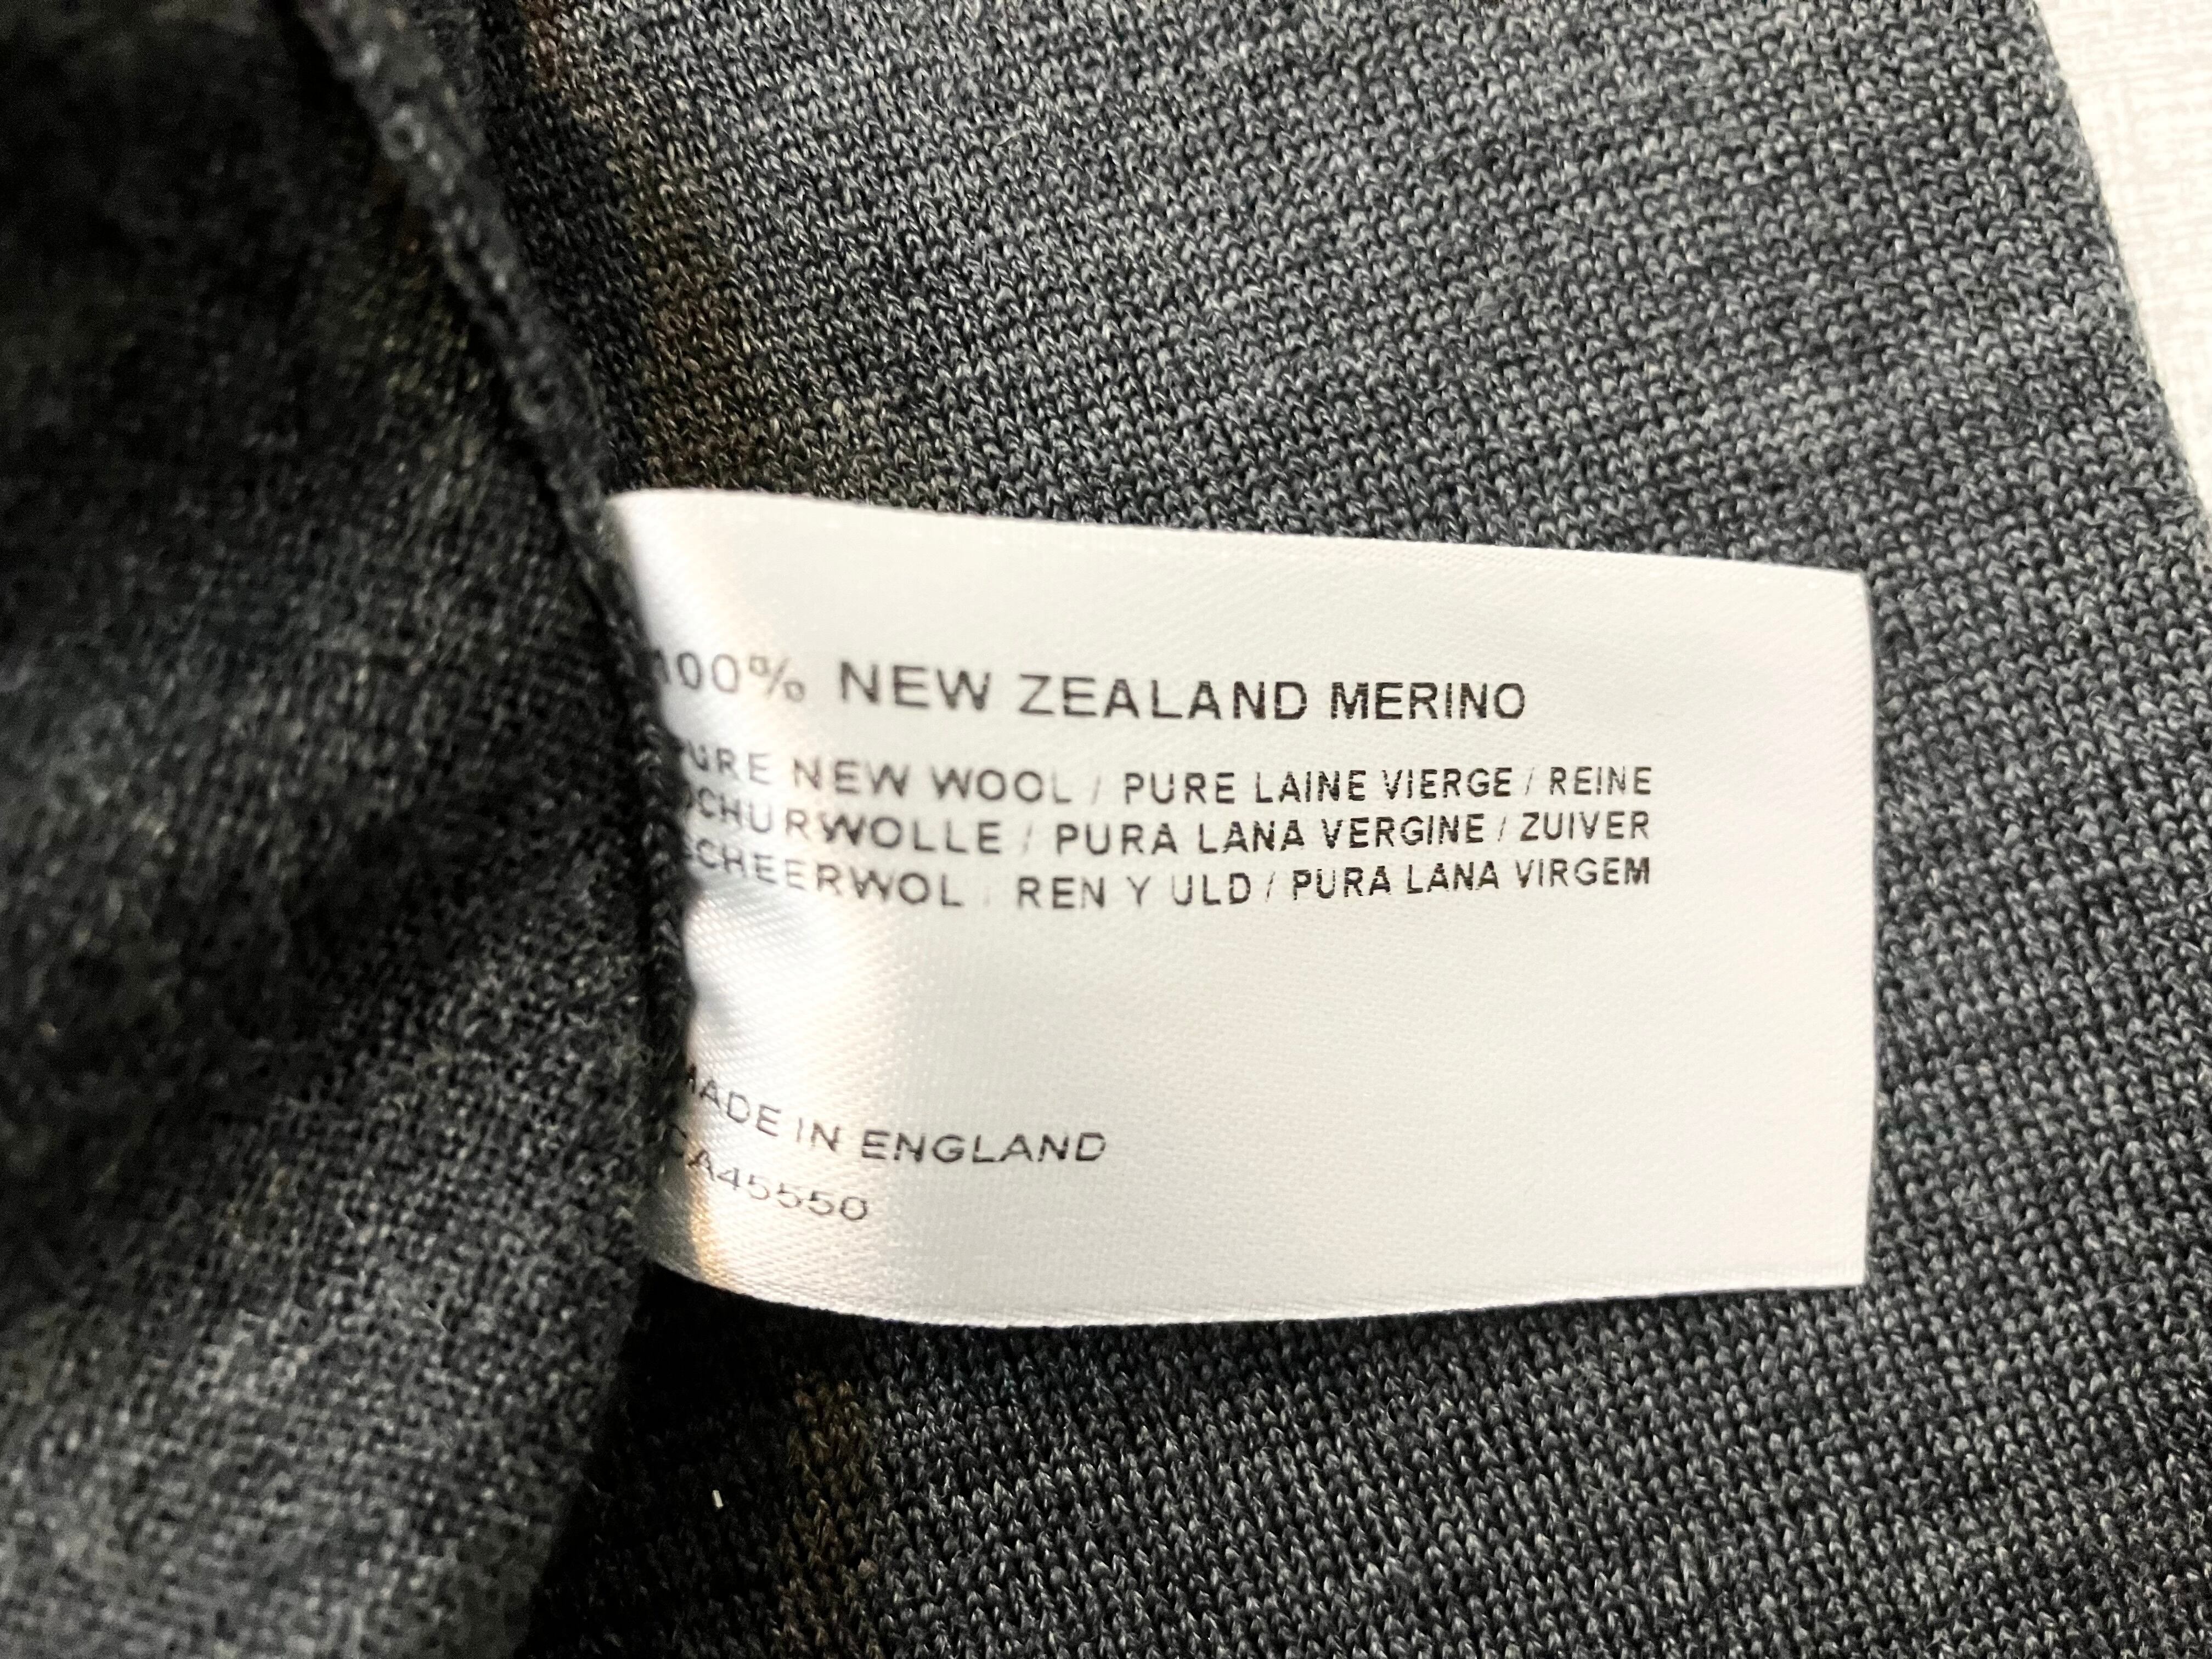 100% NEW ZEALAND MERINO
PURE NEW WOOL / PURE LAINE VIERGE / REINE
SCHURWOLLE / PURA LANA VERGINE / ZUIVER
SCHEERWOL / REN Y ULD / PURA LANA VIRGEM
MADE IN ENGLAND
CA45550